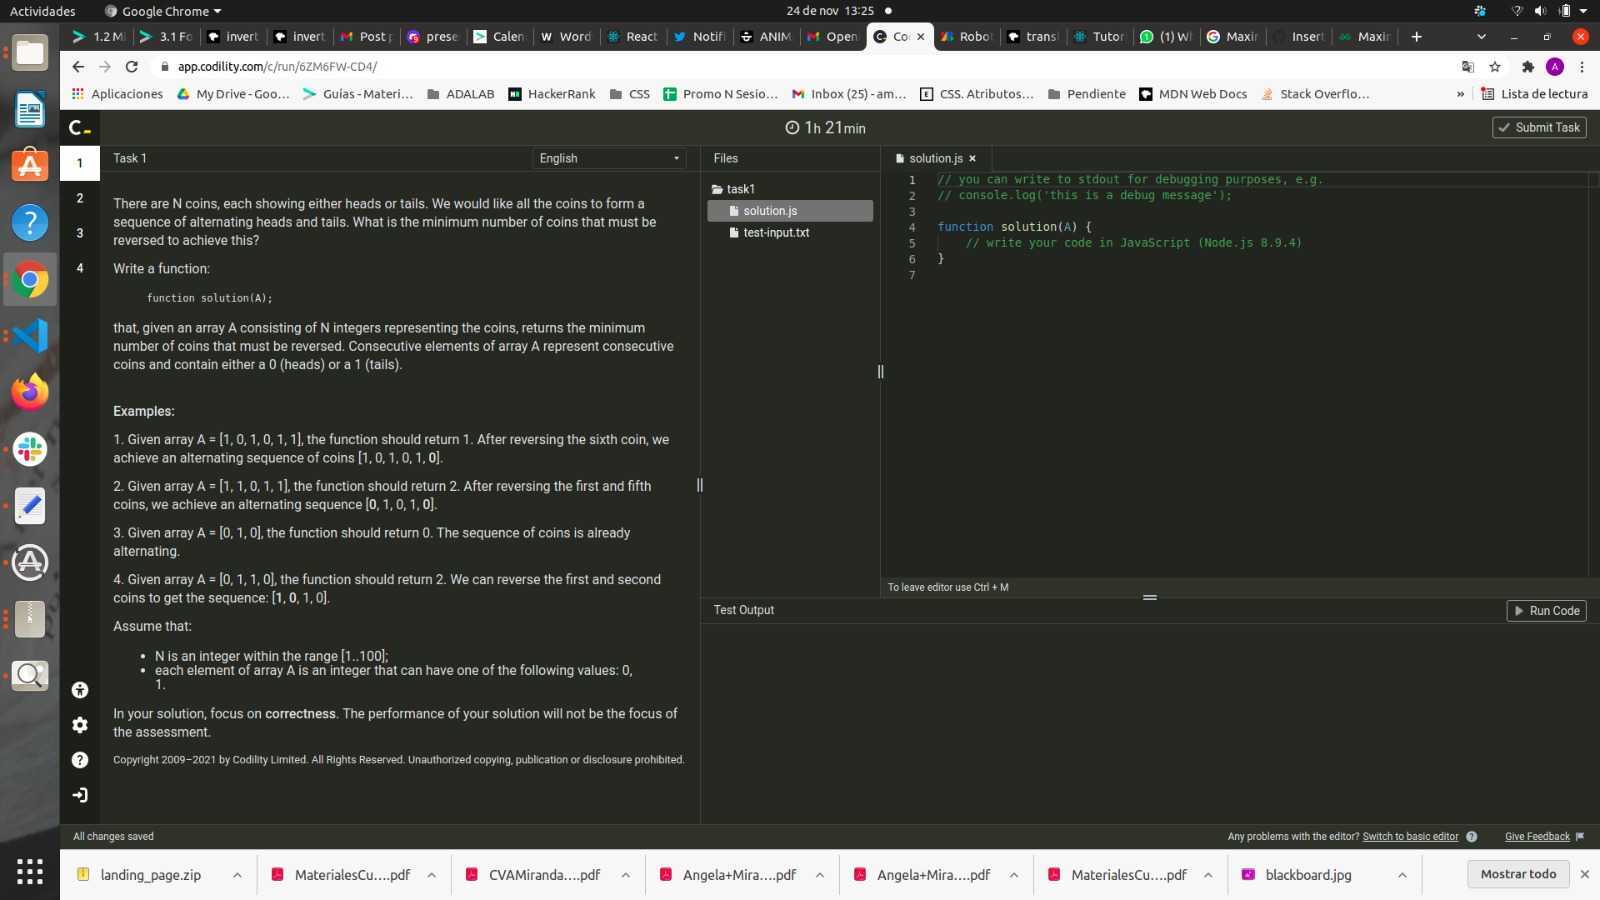 Actividades
Google Chrome
24 de nov 13:25
1.2 Mi
3.1 Fo
invert
invert
Post p
prese
Calen
Word
React
Notifi
ANIM
Open
Co
Robot
transl
Tutor
(1) W
Maxin
Insert
Maxin
app.codility.com/c/run/6ZM6FW-CD4/
A
Aplicaciones
My Drive - Goo...
Guías - Materi...
ADALAB
HackerRank
CSS
Promo N Sesio...
Inbox (25) - am...
CSS. Atributos...
Pendiente
MDN Web Docs
Stack Overflo...
»
Lista de lectura
C_
1h 21min
Submit Task
1
2
3
4
Task 1
English
Files
solution.js
task1
solution.js
test-input.txt
There are N coins, each showing either heads or tails. We would like all the coins to form a
sequence of alternating heads and tails. What is the minimum number of coins that must be
reversed to achieve this?
Write a function:
function solution(A);
that, given an array A consisting of N integers representing the coins, returns the minimum
number of coins that must be reversed. Consecutive elements of array A represent consecutive
coins and contain either a 0 (heads) or a 1 (tails).
Examples:
1. Given array A = [1, 0, 1, 0, 1, 1], the function should return 1. After reversing the sixth coin, we
achieve an alternating sequence of coins [1, 0, 1, 0, 1, 0].
2. Given array A = [1, 1, 0, 1, 1], the function should return 2. After reversing the first and fifth
coins, we achieve an alternating sequence [0, 1, 0, 1, 0].
3. Given array A = [0, 1, 0], the function should return 0. The sequence of coins is already
alternating.
4. Given array A = [0, 1, 1, 0], the function should return 2. We can reverse the first and second
coins to get the sequence: [1, 0, 1, 0].
Assume that:
• N is an integer within the range [1..100];
• each element of array A is an integer that can have one of the following values: 0,
1.
In your solution, focus on correctness. The performance of your solution will not be the focus of
the assessment.
Copyright 2009–2021 by Codility Limited. All Rights Reserved. Unauthorized copying, publication or disclosure prohibited.
1 // you can write to stdout for debugging purposes, e.g.
2 // console.log('this is a debug message');
3
4 function solution(A) {
5 // write your code in JavaScript (Node.js 8.9.4)
6 }
7
To leave editor use Ctrl + M
Test Output
Run Code
All changes saved
Any problems with the editor? Switch to basic editor
Give Feedback
landing_page.zip
MaterialesCu....pdf
CVAMiranda....pdf
Angela+Mira....pdf
Angela+Mira....pdf
MaterialesCu....pdf
blackboard.jpg
Mostrar todo